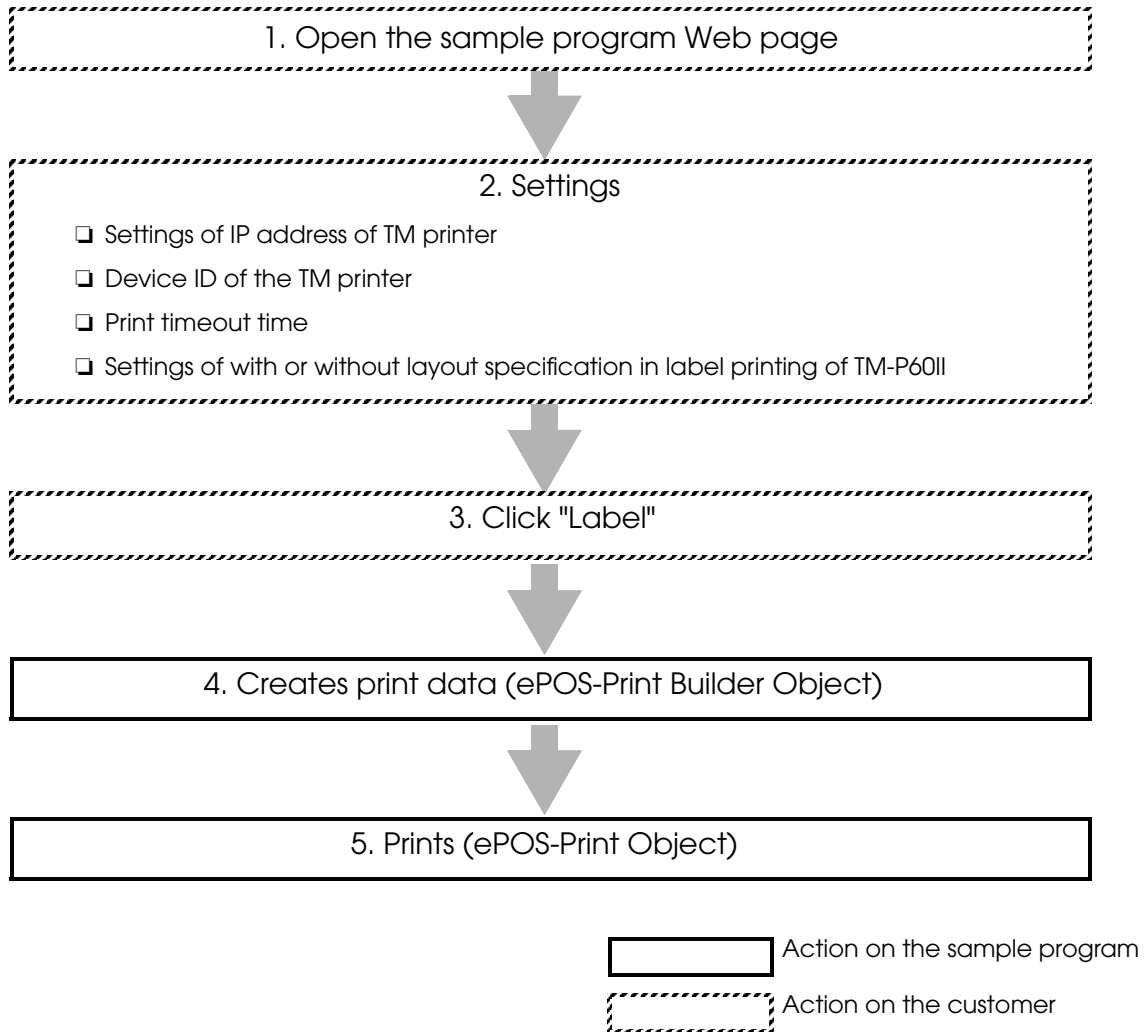 1. Open the sample program Web page
2. Settings
❏ Settings of IP address of TM printer
❏ Device ID of the TM printer
❏ Print timeout time
❏ Settings of with or without layout specification in label printing of TM-P60II
3. Click "Label"
4. Creates print data (ePOS-Print Builder Object)
5. Prints (ePOS-Print Object)
Action on the sample program
Action on the customer